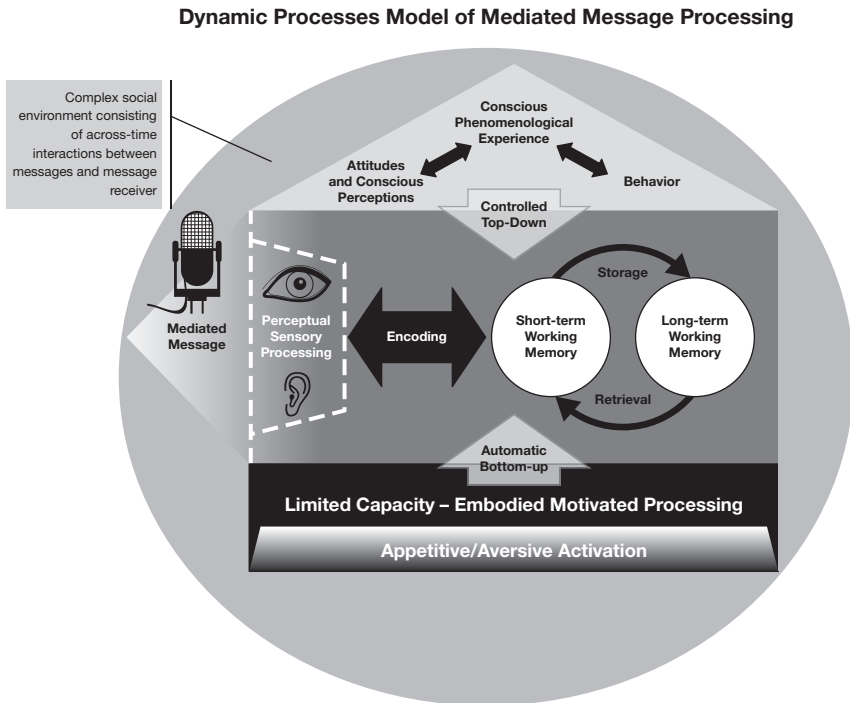 Dynamic Processes Model of Mediated Message Processing
Complex social
environment consisting
of across-time
interactions between
messages and message
receiver
Conscious
Phenomenological
Experience
Attitudes
and Conscious
Perceptions
Behavior
Controlled
Top-Down
Mediated
Message
Perceptual
Sensory
Processing
Encoding
Short-term
Working
Memory
Storage
Long-term
Working
Memory
Retrieval
Automatic
Bottom-up
Limited Capacity – Embodied Motivated Processing
Appetitive/Aversive Activation